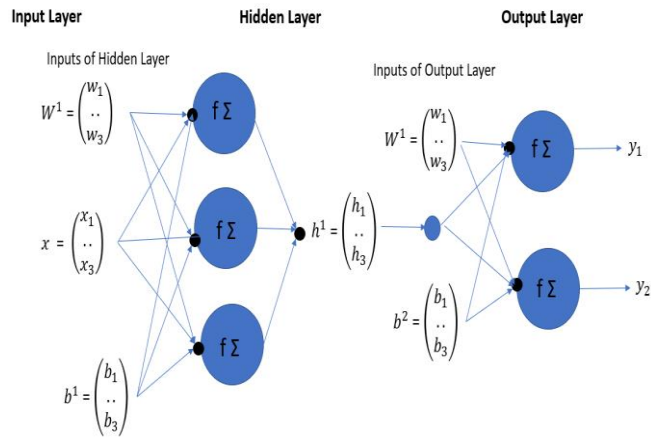 Input Layer
Hidden Layer
Output Layer
Inputs of Hidden Layer
W¹ = (w₁
..
w₃)
f Σ
x = (x₁
..
x₃)
f Σ
b¹ = (b₁
..
b₃)
f Σ
h¹ = (h₁
..
h₃)
Inputs of Output Layer
W¹ = (w₁
..
w₃)
f Σ
y₁
b² = (b₁
..
b₃)
f Σ
y₂